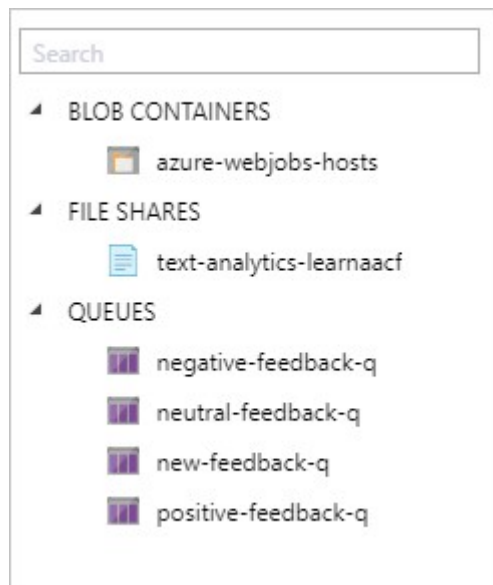 Search
BLOB CONTAINERS
azure-webjobs-hosts
FILE SHARES
text-analytics-learnaacf
QUEUES
negative-feedback-q
neutral-feedback-q
new-feedback-q
positive-feedback-q